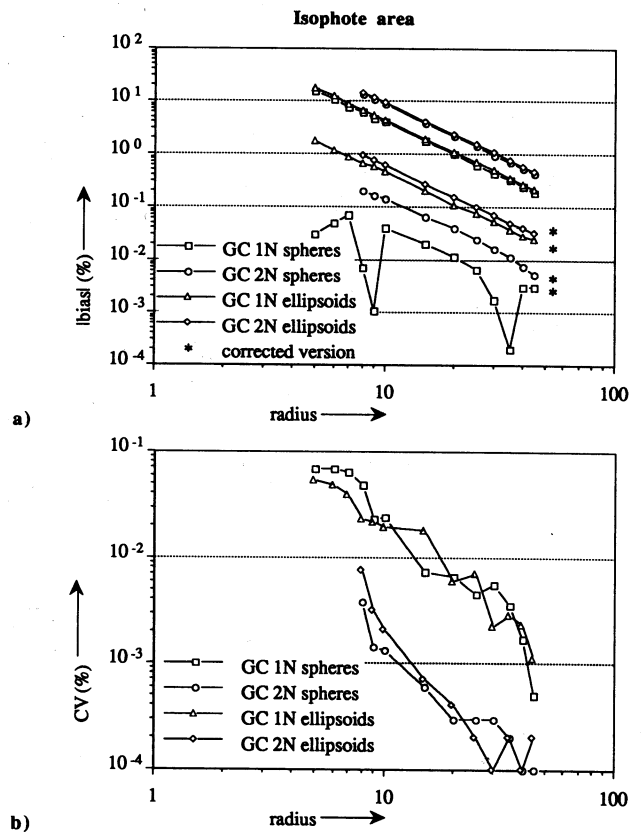 Isophote area
10 2
10 1
10 0
10 -1
10 -2
10 -3
10 -4
|bias| (%)
GC 1N spheres
GC 2N spheres
GC 1N ellipsoids
GC 2N ellipsoids
* corrected version
*
*
*
*
1 10 100
radius
a)
10 -1
10 -2
10 -3
10 -4
CV (%)
GC 1N spheres
GC 2N spheres
GC 1N ellipsoids
GC 2N ellipsoids
1 10 100
radius
b)